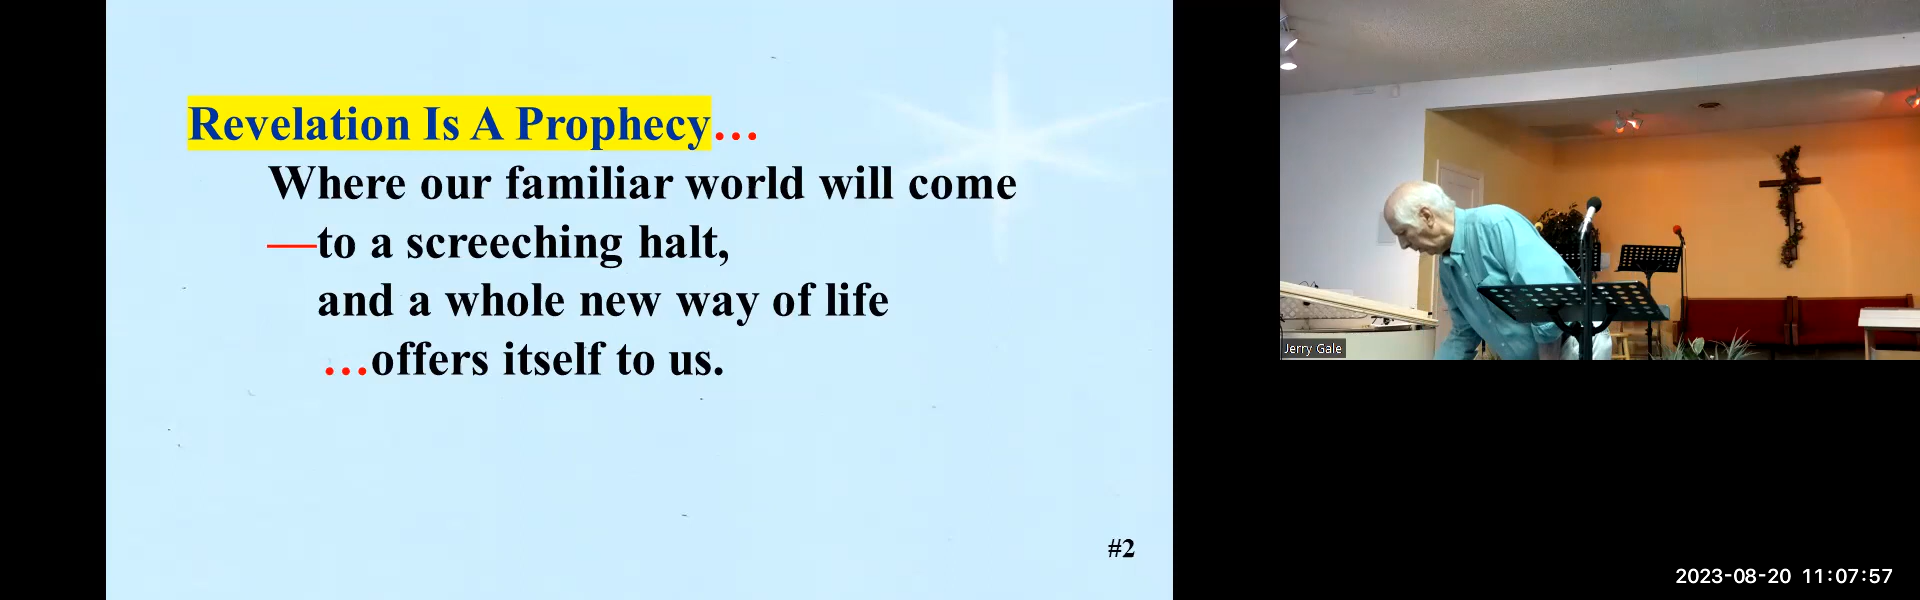 Revelation Is A Prophecy…
Where our familiar world will come
—to a screeching halt,
and a whole new way of life
…offers itself to us.
#2
Jerry Gale
2023-08-20 11:07:57